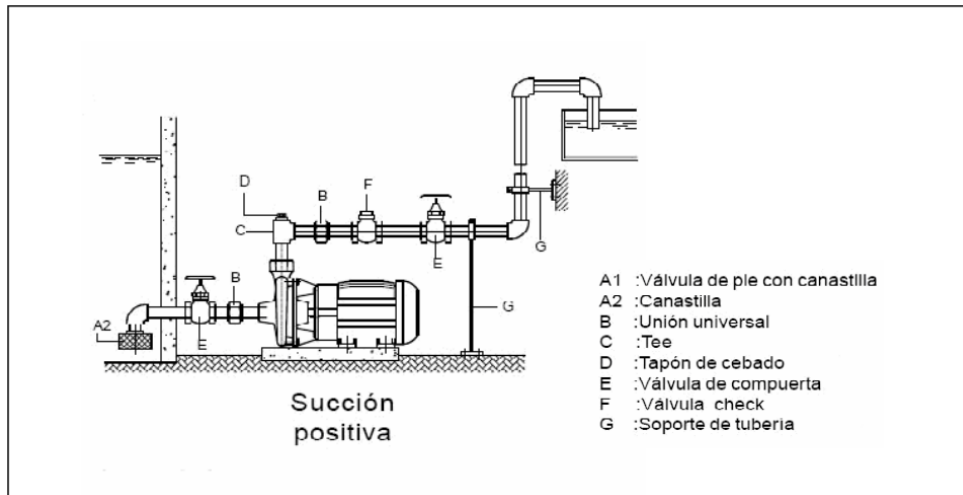 D
B
F
C
E
G
B
A2
E
G
Succión
positiva
A1 :Válvula de pie con canastilla
A2 :Canastilla
B :Unión universal
C :Tee
D :Tapón de cebado
E :Válvula de compuerta
F :Válvula check
G :Soporte de tuberia